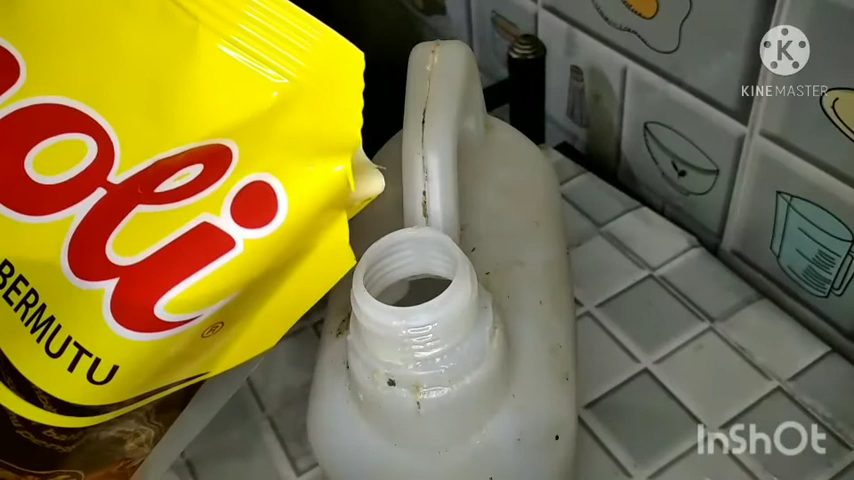 oli
®
BERMUTU
KINEMASTER
InShOt